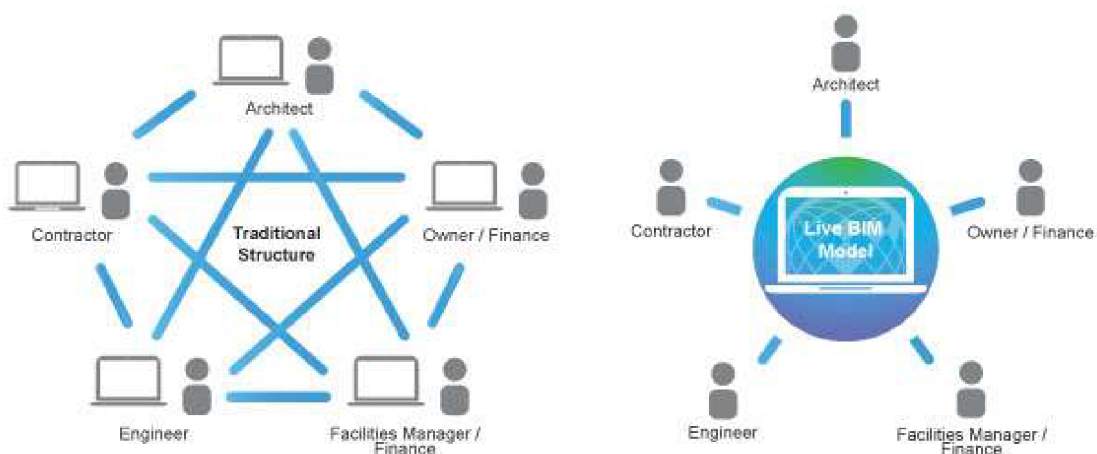 Architect
Contractor
Traditional
Structure
Owner / Finance
Engineer
Facilities Manager /
Finance
Architect
Contractor
Live BIM
Model
Owner / Finance
Engineer
Facilities Manager /
Finance